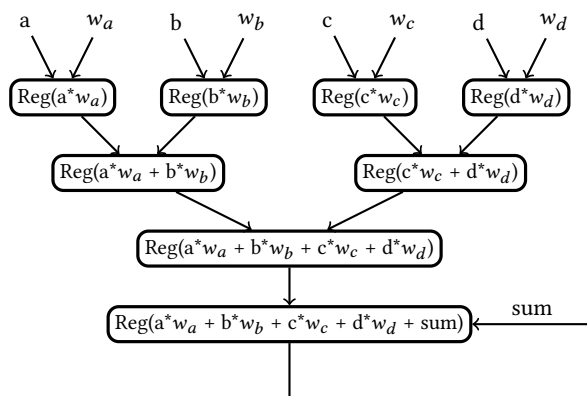 a w_a b w_b c w_c d w_d
Reg(a*w_a) Reg(b*w_b) Reg(c*w_c) Reg(d*w_d)
Reg(a*w_a + b*w_b) Reg(c*w_c + d*w_d)
Reg(a*w_a + b*w_b + c*w_c + d*w_d)
sum
Reg(a*w_a + b*w_b + c*w_c + d*w_d + sum)